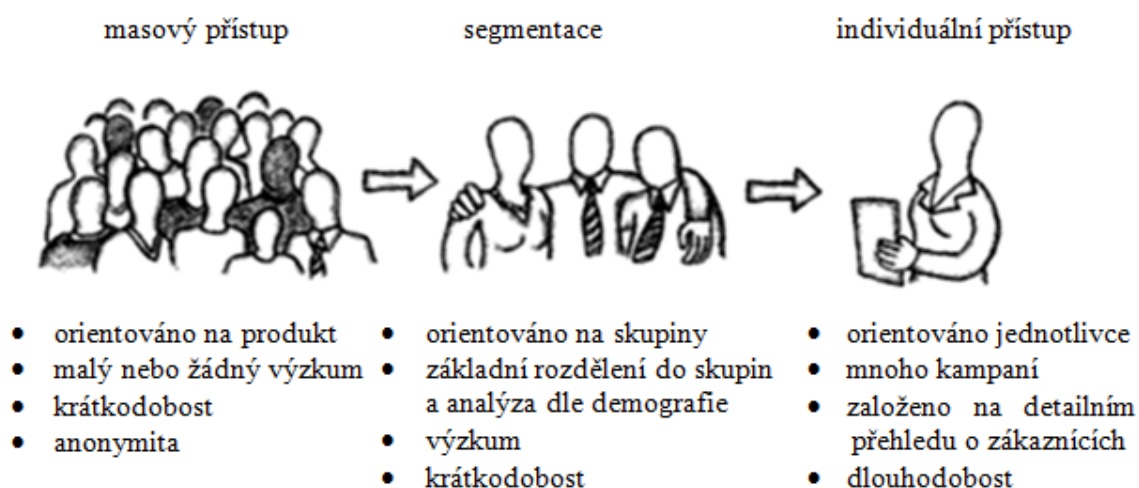 masový přístup
segmentace
individuální přístup
• orientováno na produkt
• malý nebo žádný výzkum
• krátkodobost
• anonymita
• orientováno na skupiny
• základní rozdělení do skupin
a analýza dle demografie
• výzkum
• krátkodobost
• orientováno jednotlivce
• mnoho kampaní
• založeno na detailním
přehledu o zákaznících
• dlouhodobost